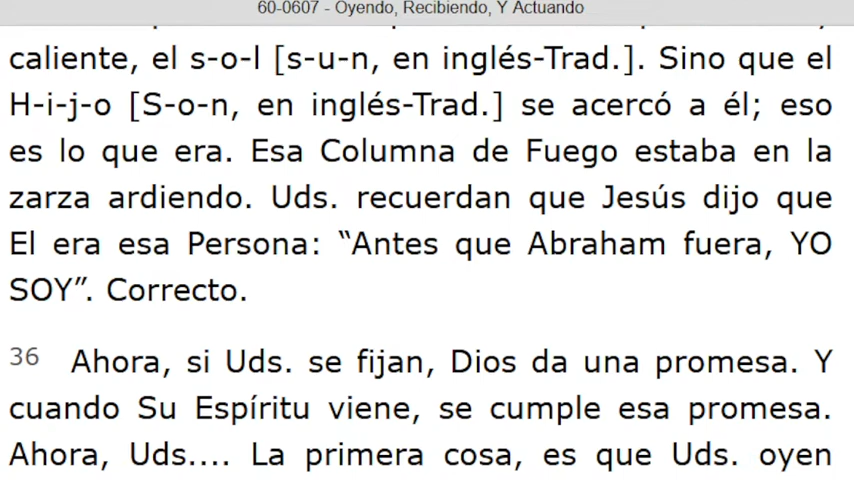 60-0607 - Oyendo, Recibiendo, Y Actuando
caliente, el s-o-l [s-u-n, en inglés-Trad.]. Sino que el
H-i-j-o [S-o-n, en inglés-Trad.] se acercó a él; eso
es lo que era. Esa Columna de Fuego estaba en la
zarza ardiendo. Uds. recuerdan que Jesús dijo que
El era esa Persona: “Antes que Abraham fuera, YO
SOY”. Correcto.
36 Ahora, si Uds. se fijan, Dios da una promesa. Y
cuando Su Espíritu viene, se cumple esa promesa.
Ahora, Uds.... La primera cosa, es que Uds. oyen